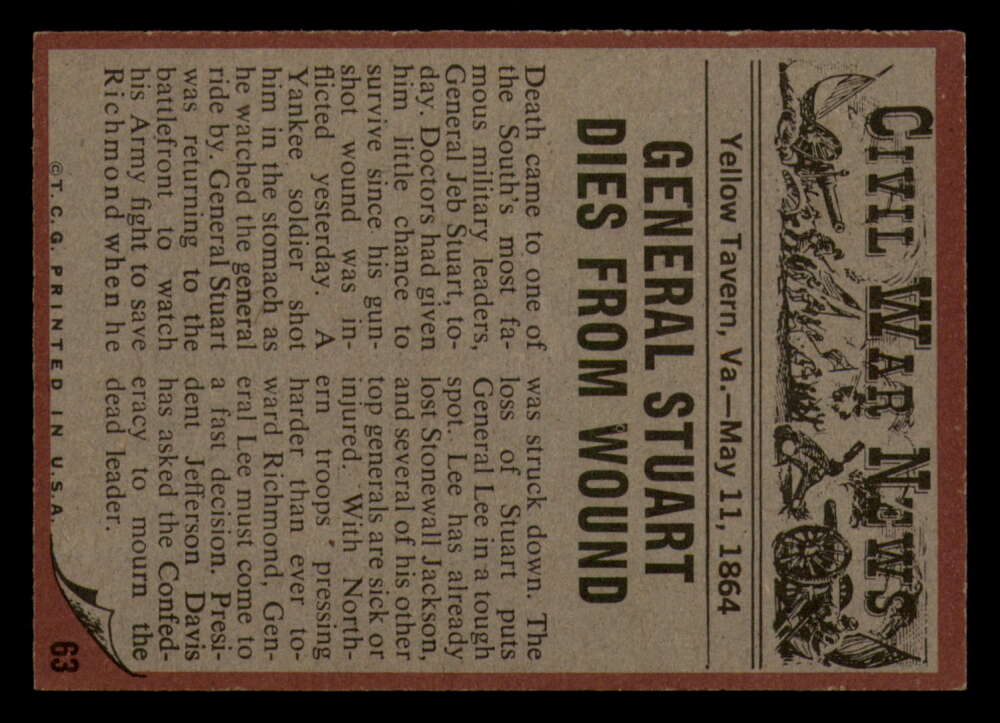 CIVIL WAR NEWS
Yellow Tavern, Va.—May 11, 1864
GENERAL STUART
DIES FROM WOUND
Death came to one of
the South's most fa-
mous military leaders,
General Jeb Stuart, to-
day. Doctors had given
him little chance to
survive since his gun-
shot wound was in-
flicted yesterday. A
Yankee soldier shot
him in the stomach as
he watched the general
ride by. General Stuart
was returning to the
battlefront to watch
his Army fight to save
Richmond when he
was struck down. The
loss of Stuart puts
General Lee in a tough
spot. Lee has already
lost Stonewall Jackson,
and several of his other
top generals are sick or
injured. With North-
ern troops pressing
harder than ever to-
ward Richmond, Gen-
eral Lee must come to
a fast decision. Presi-
dent Jefferson Davis
has asked the Confed-
eracy to mourn the
dead leader.
©T.C.G. PRINTED IN U.S.A.
63